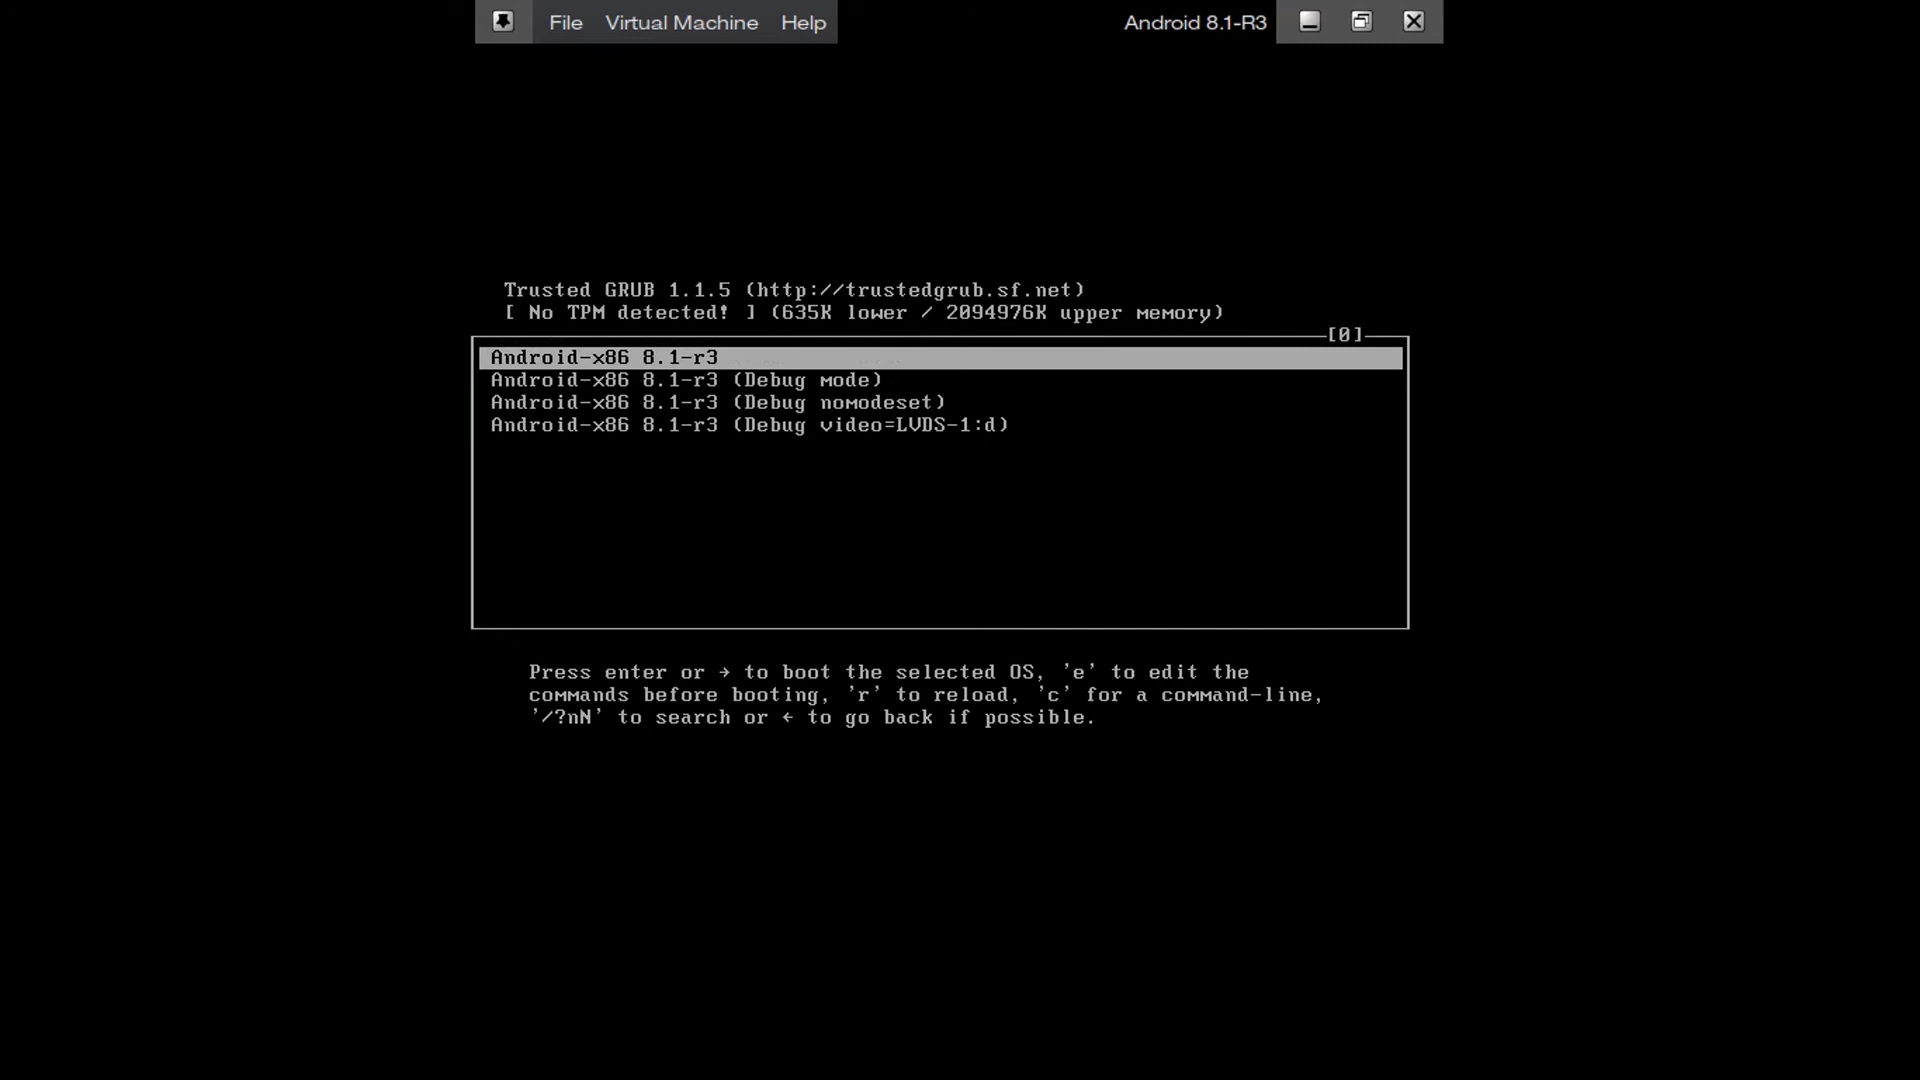 File Virtual Machine Help Android 8.1-R3
Trusted GRUB 1.1.5 (http://trustedgrub.sf.net)
[ No TPM detected! ] (635K lower / 2094976K upper memory)
[0]
Android-x86 8.1-r3
Android-x86 8.1-r3 (Debug mode)
Android-x86 8.1-r3 (Debug nomodeset)
Android-x86 8.1-r3 (Debug video=LVDS-1:d)
Press enter or → to boot the selected OS, 'e' to edit the
commands before booting, 'r' to reload, 'c' for a command-line,
'/?nN' to search or ← to go back if possible.